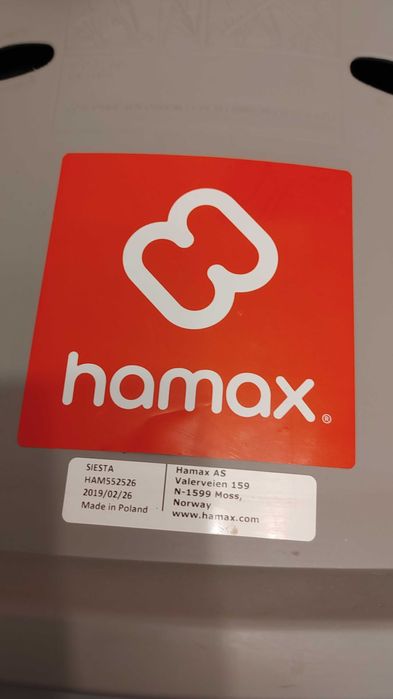 hamax®
SIESTA
HAM552526
2019/02/26
Made in Poland
Hamax AS
Valerveien 159
N-1599 Moss,
Norway
www.hamax.com